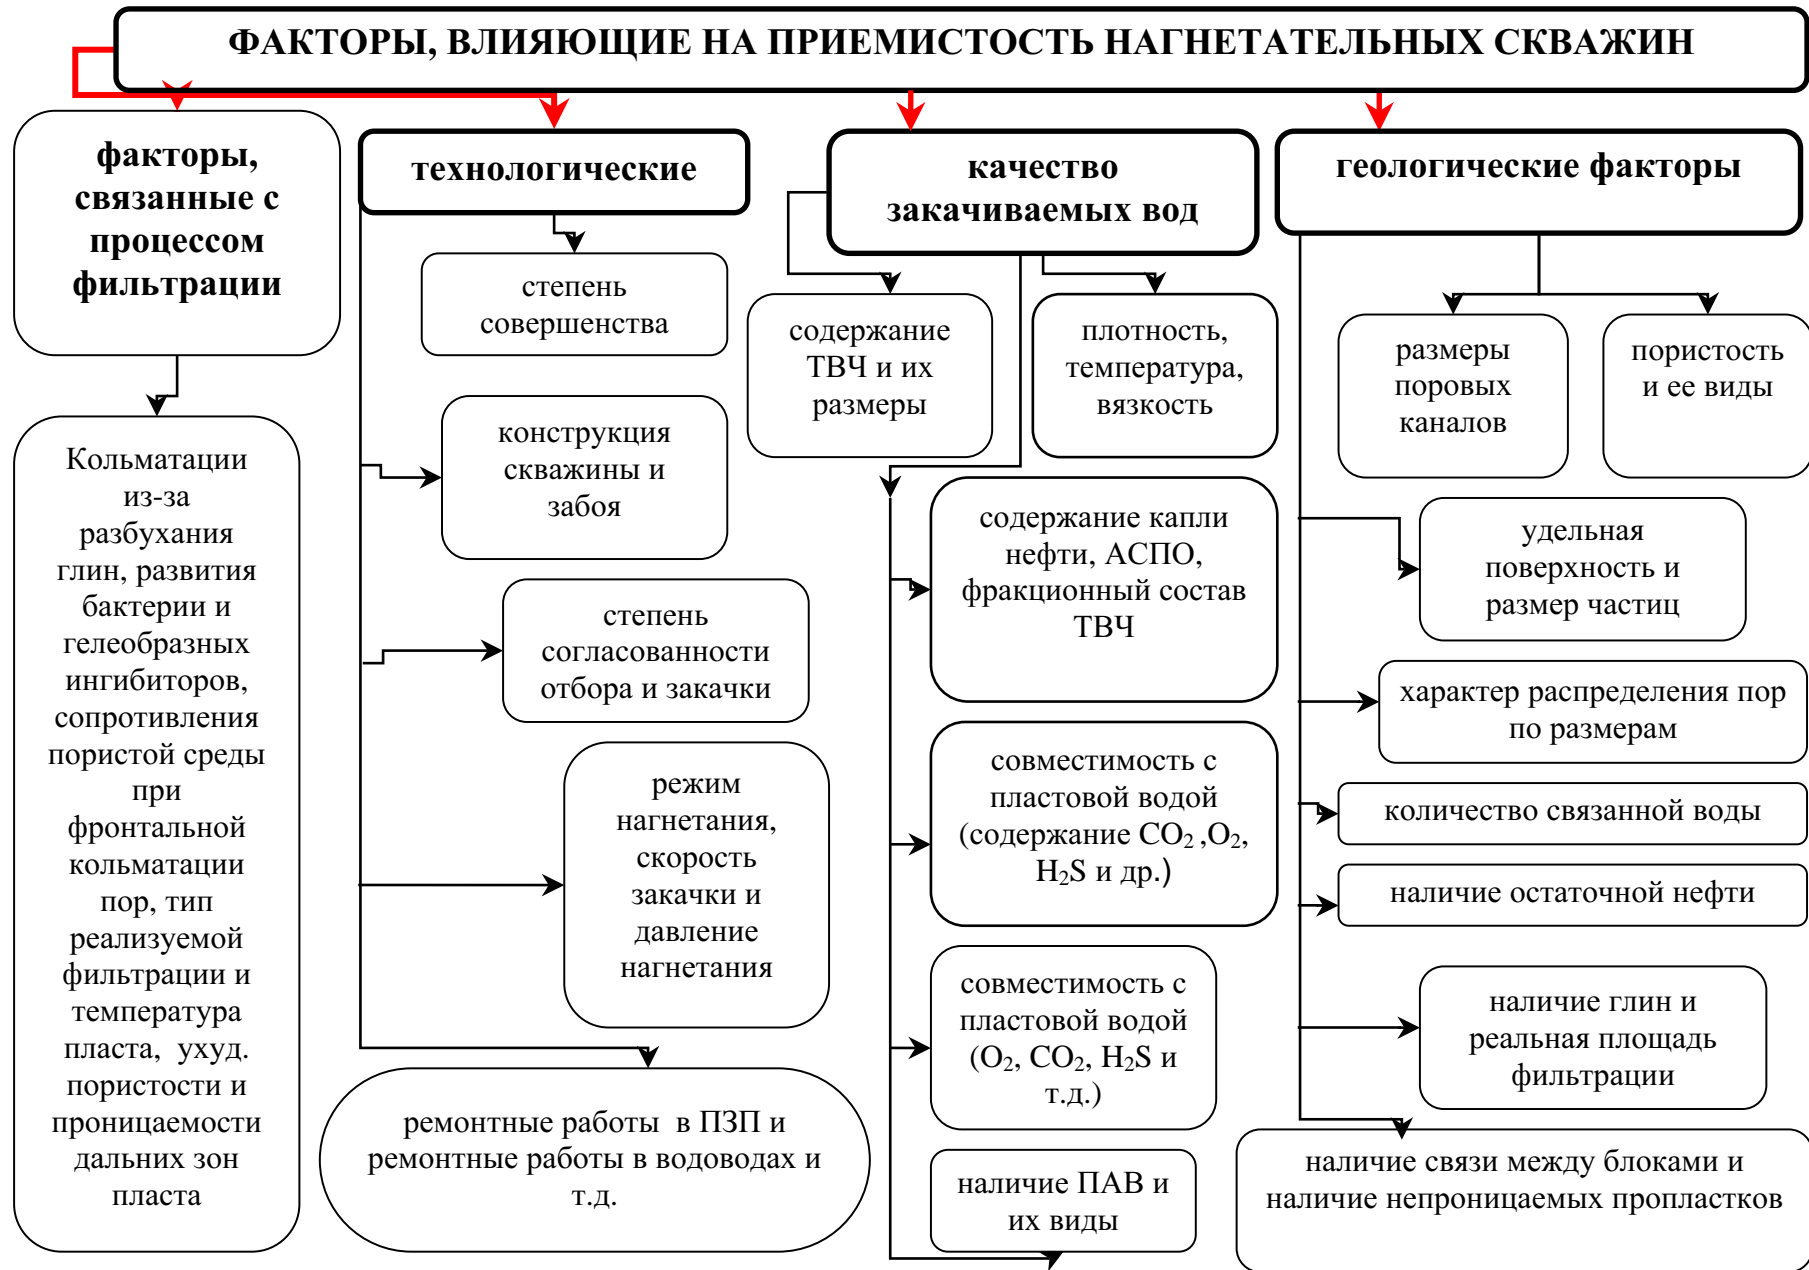 ФАКТОРЫ, ВЛИЯЮЩИЕ НА ПРИЕМИСТОСТЬ НАГНЕТАТЕЛЬНЫХ СКВАЖИН
факторы,
связанные с
процессом
фильтрации
Кольматации
из-за
разбухания
глин, развития
бактерии и
гелеобразных
ингибиторов,
сопротивления
пористой среды
при
фронтальной
кольматации
пор, тип
реализуемой
фильтрации и
температура
пласта, ухуд.
пористости и
проницаемости
дальних зон
пласта
технологические
степень
совершенства
конструкция
скважины и
забоя
степень
согласованности
отбора и закачки
режим
нагнетания,
скорость
закачки и
давление
нагнетания
ремонтные работы в ПЗП и
ремонтные работы в водоводах и
т.д.
качество
закачиваемых вод
содержание
ТВЧ и их
размеры
плотность,
температура,
вязкость
содержание капли
нефти, АСПО,
фракционный состав
ТВЧ
совместимость с
пластовой водой
(содержание CO₂ ,O₂,
H₂S и др.)
совместимость с
пластовой водой
(O₂, CO₂, H₂S и
т.д.)
наличие ПАВ и
их виды
геологические факторы
размеры
поровых
каналов
пористость
и ее виды
удельная
поверхность и
размер частиц
характер распределения пор
по размерам
количество связанной воды
наличие остаточной нефти
наличие глин и
реальная площадь
фильтрации
наличие связи между блоками и
наличие непроницаемых пропластков